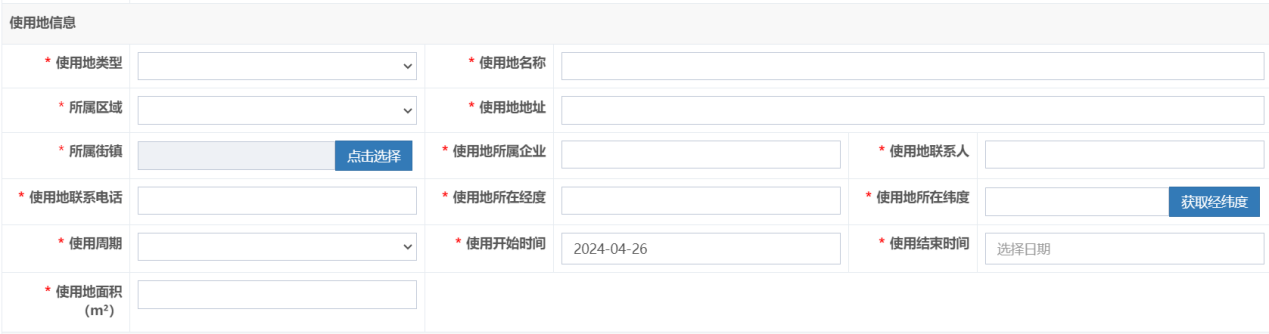 使用地信息
* 使用地类型
* 使用地名称
* 所属区域
* 使用地地址
* 所属街镇 点击选择
* 使用地所属企业
* 使用地联系人
* 使用地联系电话
* 使用地所在经度
* 使用地所在纬度 获取经纬度
* 使用周期
* 使用开始时间 2024-04-26
* 使用结束时间 选择日期
* 使用地面积
(m²)